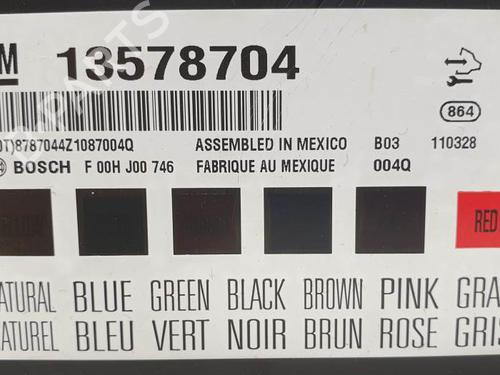 M 13578704
864
0T)8787044Z1087004Q ASSEMBLED IN MEXICO B03 110328
BOSCH F 00H J00 746 FABRIQUE AU MEXIQUE 004Q
RED
ATURAL BLUE GREEN BLACK BROWN PINK GRA
ATUREL BLEU VERT NOIR BRUN ROSE GRIS